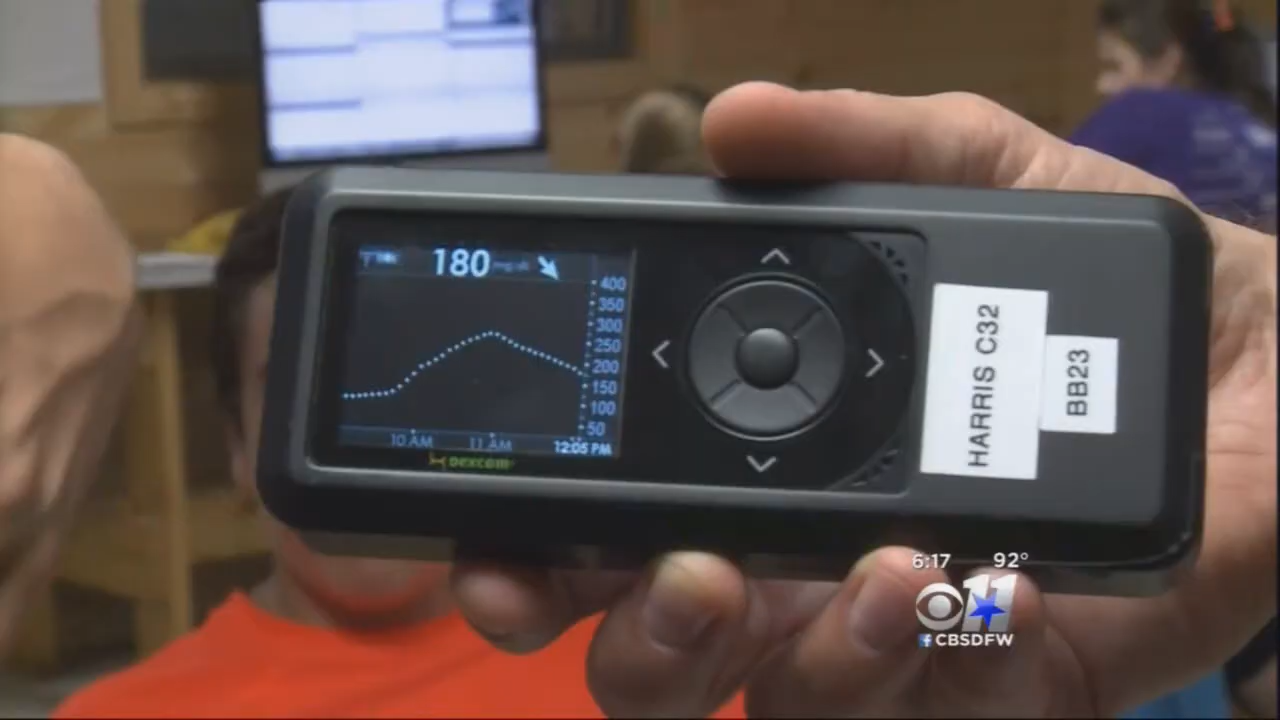 180 mg/dL
400
350
300
250
200
150
100
50
10 AM
11 AM
12:05 PM
Dexcom
HARRIS C32
BB23
6:17 92°
11
CBSDFW